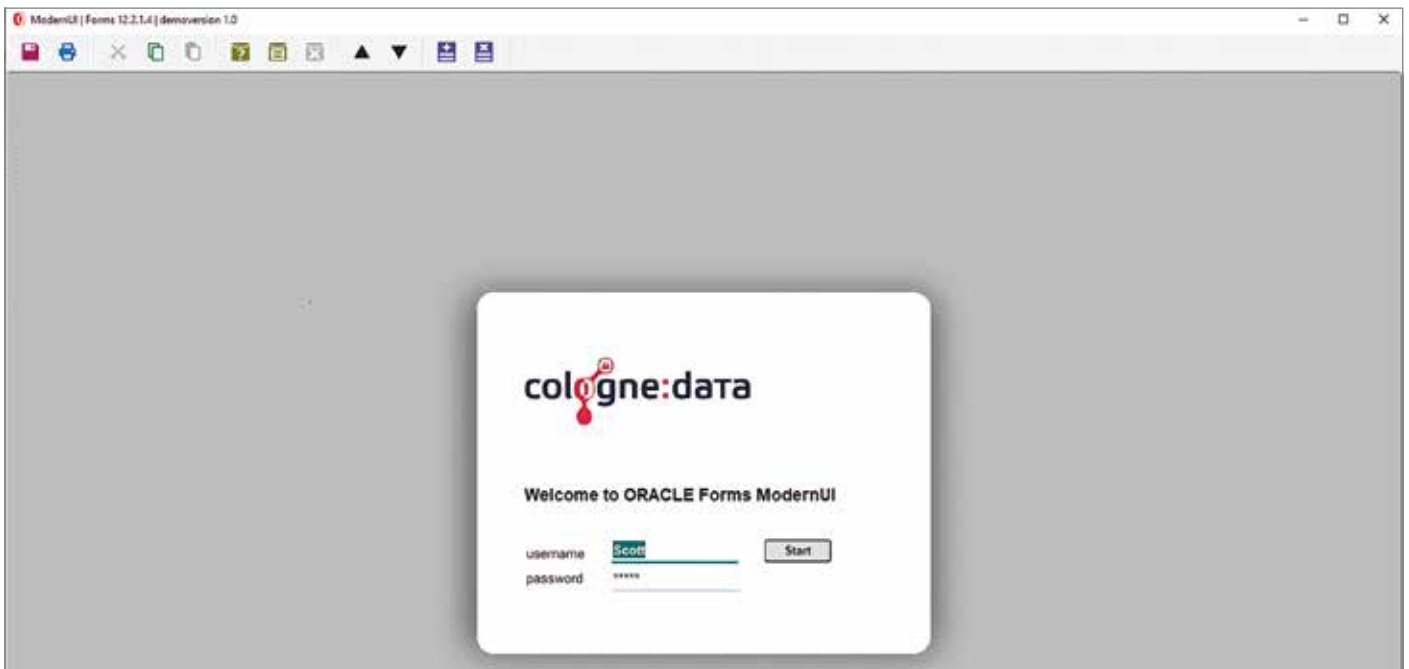 ModernUI | Forms 12.2.1.4 | demoversion 1.0
cologne:data
Welcome to ORACLE Forms ModernUI
username Scott Start
password *****